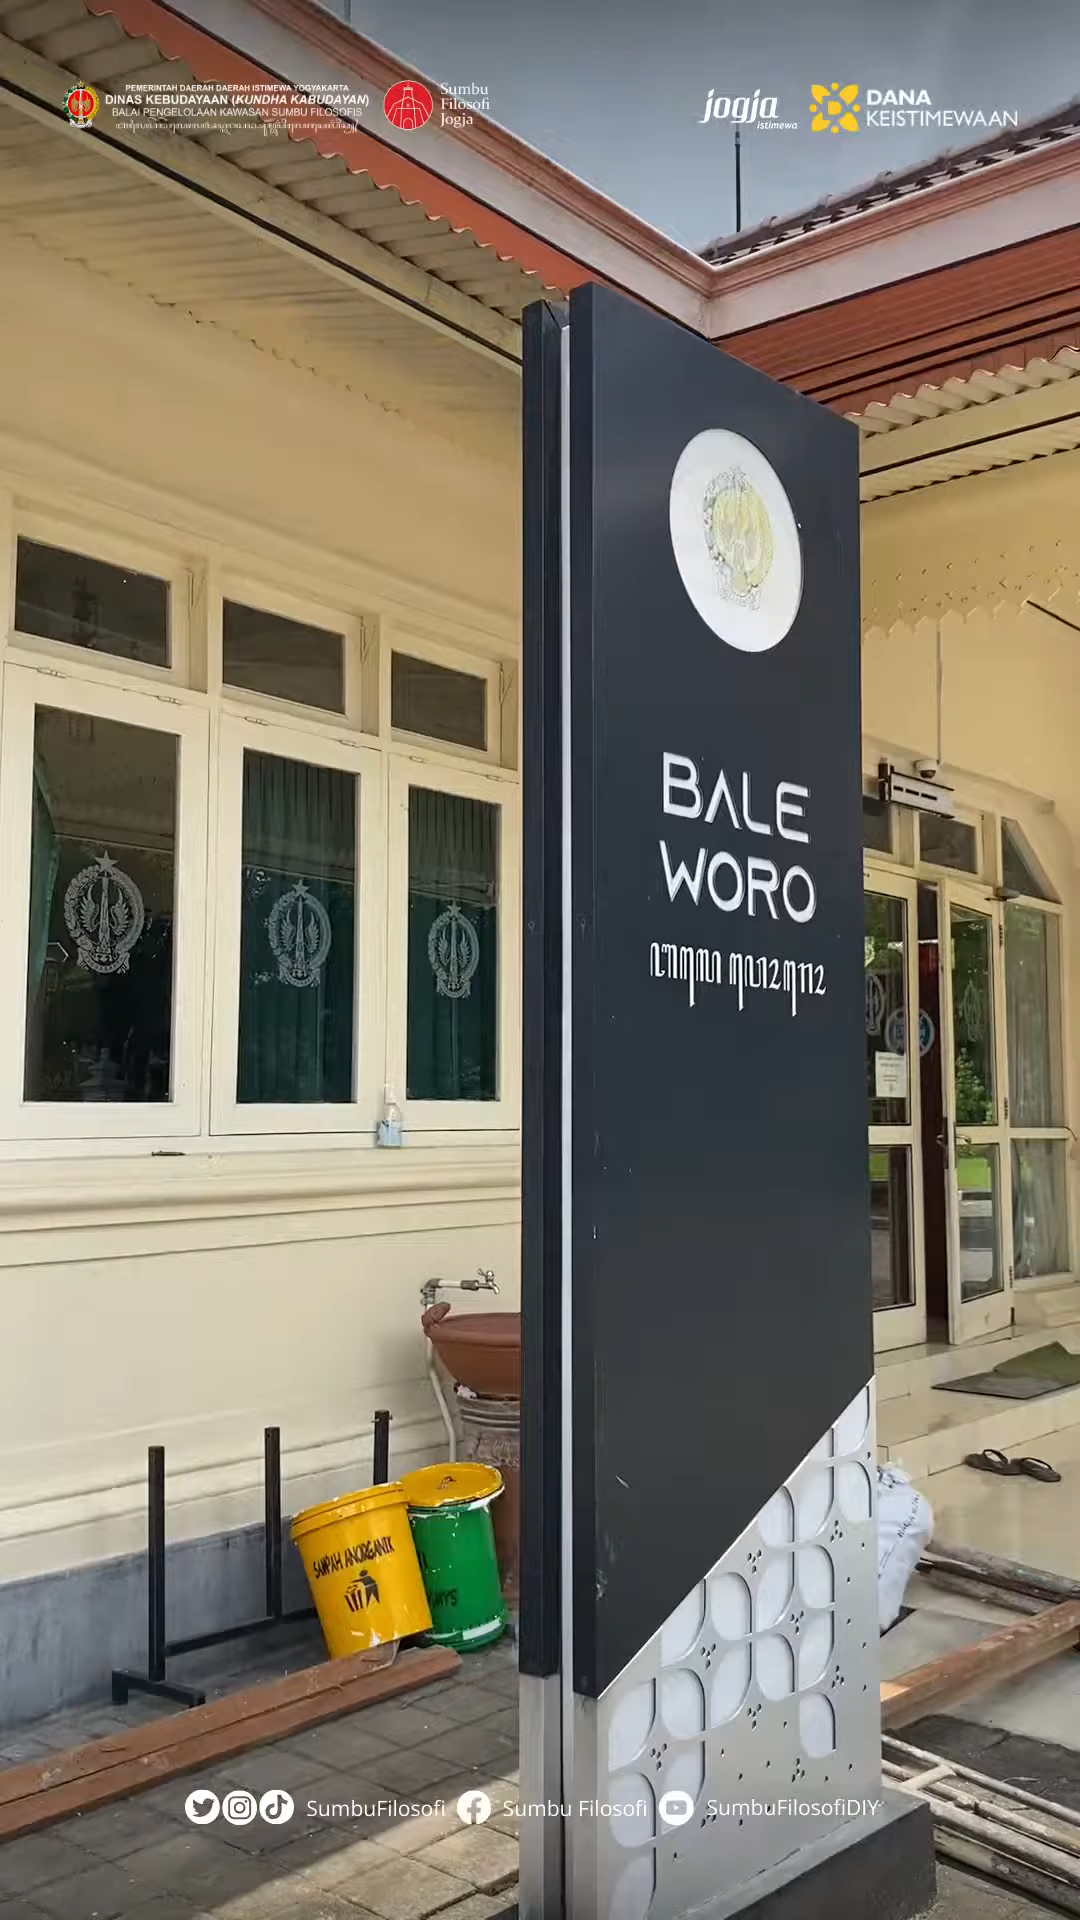 PEMERINTAH DAERAH DAERAH ISTIMEWA YOGYAKARTA
DINAS KEBUDAYAAN (KUNDHA KABUDAYAN)
BALAI PENGELOLAAN KAWASAN SUMBU FILOSOFIS
Sumbu
Filosofi
Jogja
jogja
istimewa
DANA
KEISTIMEWAAN
BALE
WORO
ꦧꦭꦺ ꦮꦺꦴꦫꦺꦴ
SAMPAH ANORGANIK
SumbuFilosofi
Sumbu Filosofi
SumbuFilosofiDIY